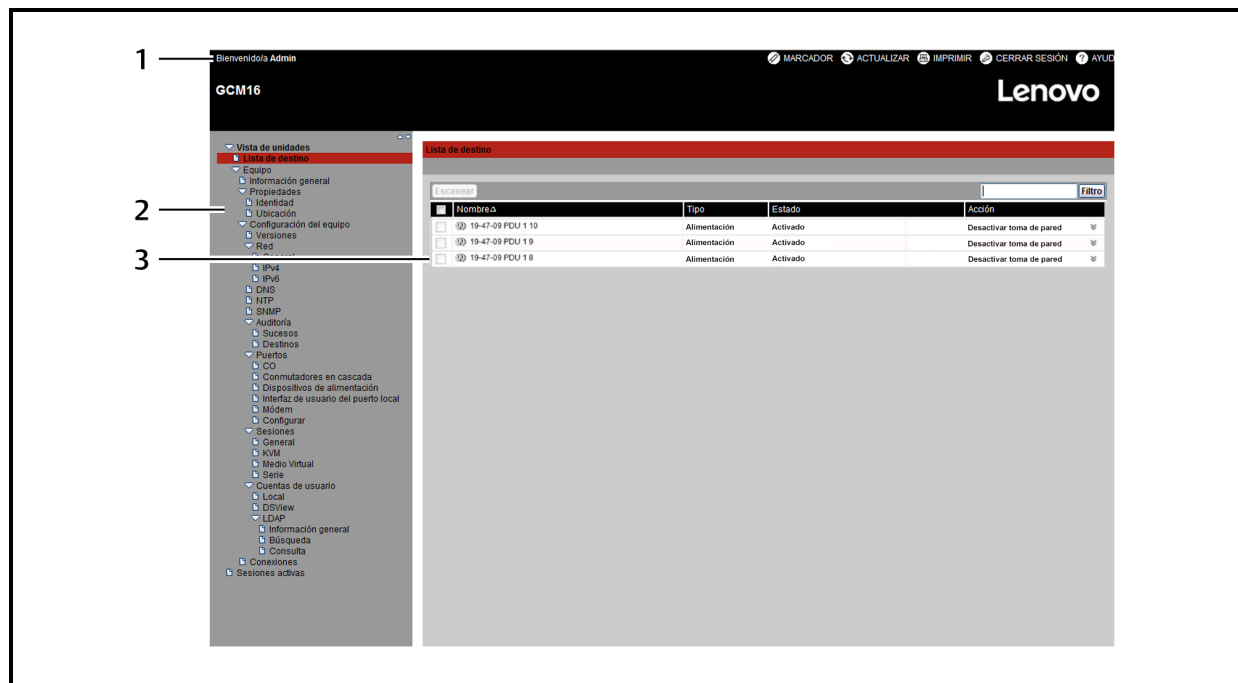 1
Bienvenido/a Admin
MARCADOR ACTUALIZAR IMPRIMIR CERRAR SESIÓN ? AYUD
GCM16
Lenovo
Vista de unidades
Lista de destino
Equipo
Información general
Propiedades
Identidad
2
Ubicación
Configuración del equipo
Versiones
Red
3
IPv4
IPv6
DNS
NTP
SNMP
Auditoría
Sucesos
Destinos
Puertos
CO
Conmutadores en cascada
Dispositivos de alimentación
Interfaz de usuario del puerto local
Módem
Configurar
Sesiones
General
KVM
Medio Virtual
Serie
Cuentas de usuario
Local
DSView
LDAP
Información general
Búsqueda
Consulta
Conexiones
Sesiones activas
Lista de destino
Escanear
Filtro
Nombre Tipo Estado Acción
19-47-09 PDU 1 10 Alimentación Activado Desactivar toma de pared
19-47-09 PDU 1 9 Alimentación Activado Desactivar toma de pared
19-47-09 PDU 1 8 Alimentación Activado Desactivar toma de pared